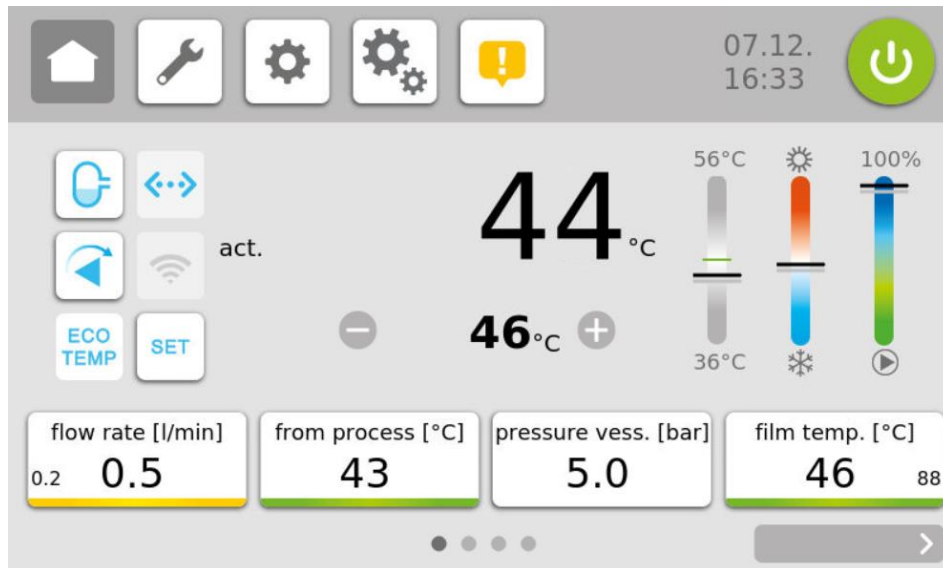 07.12.
16:33
56°C
100%
act.
44 °C
ECO
TEMP
SET
46 °C
36°C
flow rate [l/min]
0.2 0.5
from process [°C]
43
pressure vess. [bar]
5.0
film temp. [°C]
46 88